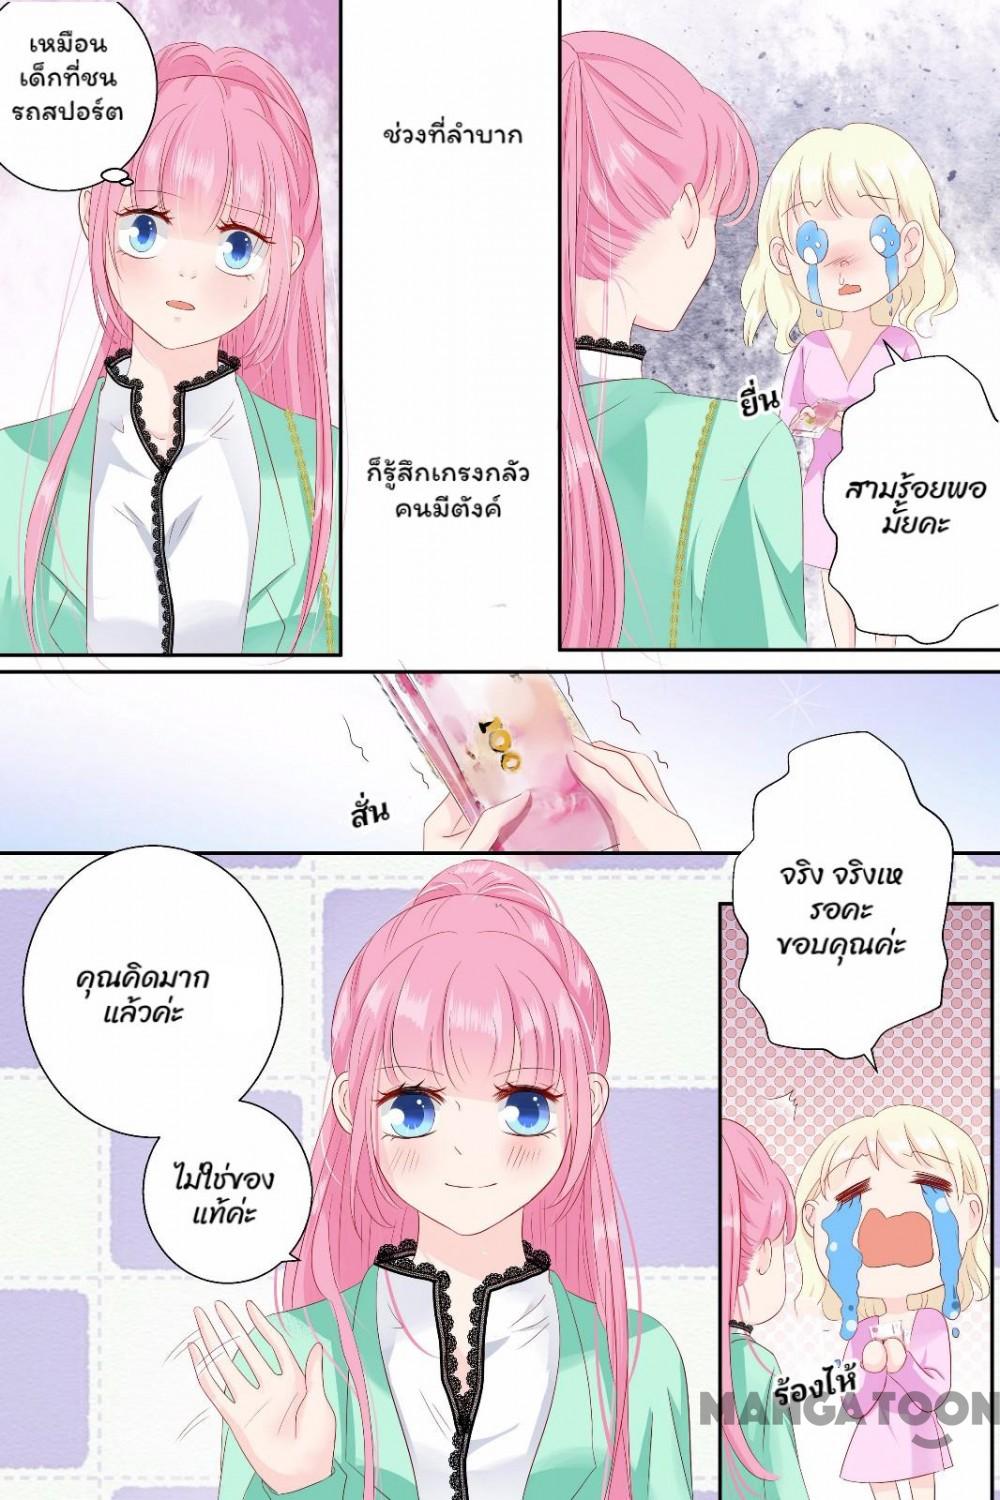 เหมือน
เด็กที่ชน
รถสปอร์ต
ช่วงที่ลำบาก
ก็รู้สึกเกรงกลัว
คนมีตังค์
ยื่น
สามร้อยพอ
มั้ยคะ
100
สั่น
จริง จริงเห
รอคะ
ขอบคุณค่ะ
คุณคิดมาก
แล้วค่ะ
ไม่ใช่ของ
แท้ค่ะ
ร้องไห้
MANGATOON